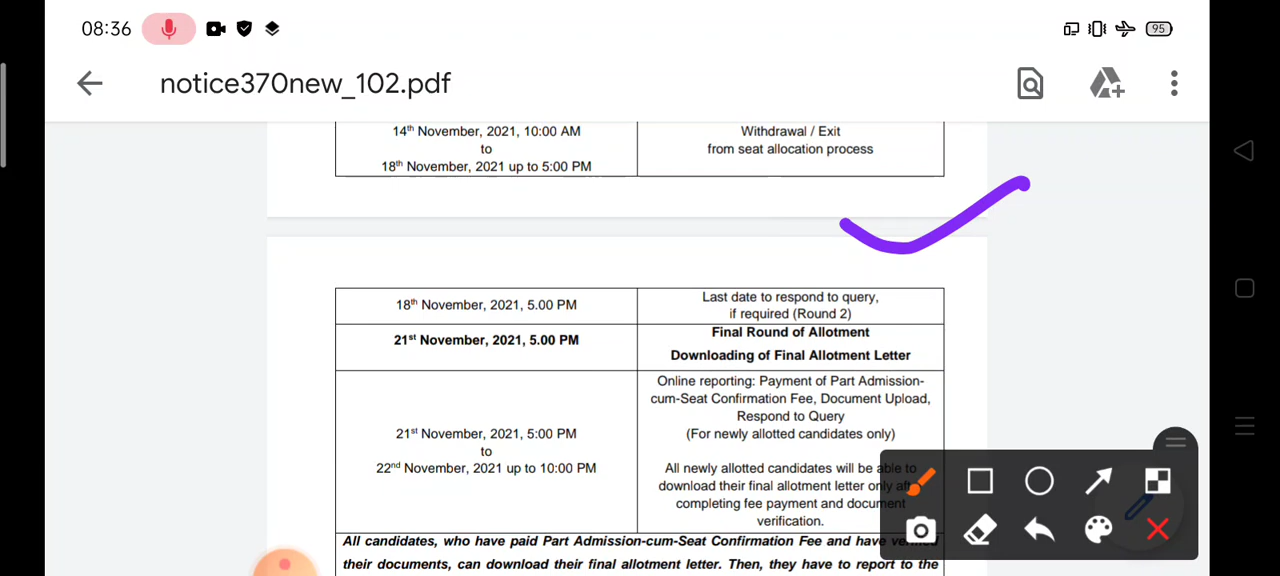 08:36
95
notice370new_102.pdf
14th November, 2021, 10:00 AM
to
18th November, 2021 up to 5:00 PM
Withdrawal / Exit
from seat allocation process
18th November, 2021, 5.00 PM
Last date to respond to query,
if required (Round 2)
21st November, 2021, 5.00 PM
Final Round of Allotment
Downloading of Final Allotment Letter
21st November, 2021, 5:00 PM
to
22nd November, 2021 up to 10:00 PM
Online reporting: Payment of Part Admission-
cum-Seat Confirmation Fee, Document Upload,
Respond to Query
(For newly allotted candidates only)
All newly allotted candidates will be able to
download their final allotment letter only
completing fee payment and document
verification.
All candidates, who have paid Part Admission-cum-Seat Confirmation Fee and have verified
their documents, can download their final allotment letter. Then, they have to report to the